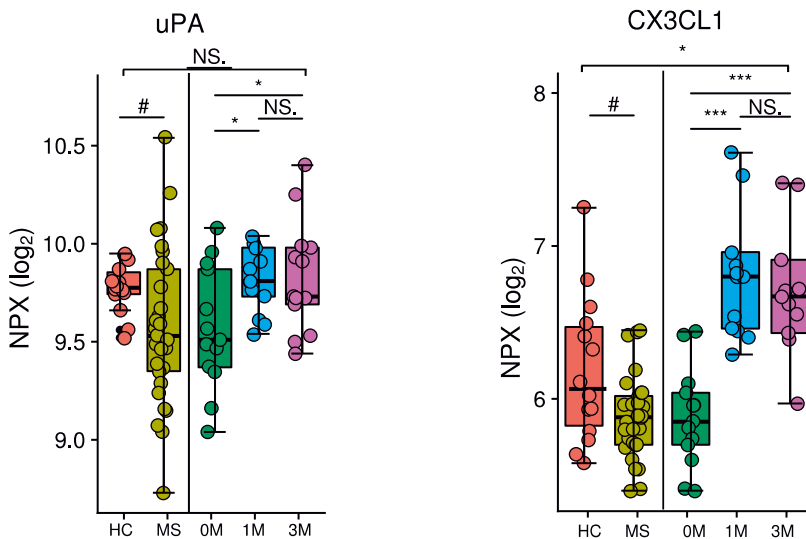 uPA
NS.
*
#
*
NS.
10.5
10.0
9.5
9.0
NPX (log2)
HC MS 0M 1M 3M
CX3CL1
*
***
#
***
NS.
8
7
6
NPX (log2)
HC MS 0M 1M 3M